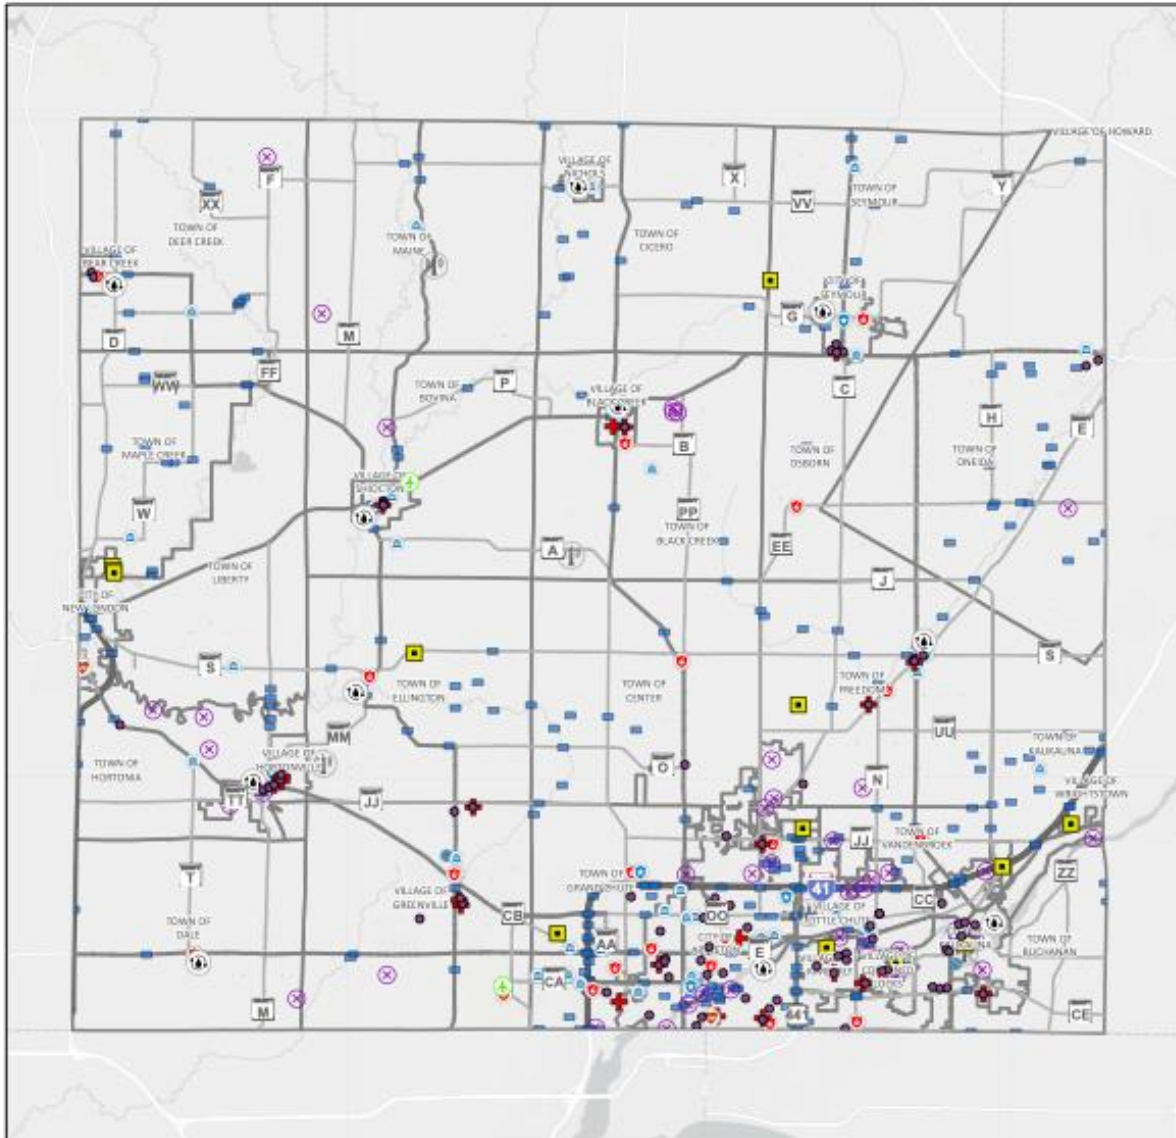 VILLAGE OF HOWARD
VILLAGE OF
NICHOLS
F
X
Y
XX
VV
TOWN OF
SEYMOUR
TOWN OF
DEER CREEK
TOWN OF
MAINE
TOWN OF
CICERO
VILLAGE OF
BEAR CREEK
CITY OF
SEYMOUR
G
D
M
FF
WW
P
C
TOWN OF
BOVINA
VILLAGE OF
BLACK CREEK
H
E
B
TOWN OF
MAPLE CREEK
TOWN OF
OSBORN
TOWN OF
ONEIDA
VILLAGE OF
SHIOCTON
W
PP
TOWN OF
BLACK CREEK
A
EE
TOWN OF
LIBERTY
J
CITY OF
NEW LONDON
S
S
TOWN OF
ELLINGTON
TOWN OF
CENTER
TOWN OF
FREEDOM
MM
UU
TOWN OF
KAUKAUNA
VILLAGE OF
HORTONVILLE
TOWN OF
HORTONIA
O
N
VILLAGE OF
WRIGHTSTOWN
TT
JJ
TOWN OF
VANDENBROEK
JJ
T
TOWN OF
GRAND CHUTE
41
ZZ
VILLAGE OF
GREENVILLE
CC
CB
OO
VILLAGE OF
LITTLE CHUTE
TOWN OF
DALE
AA
CITY OF
APPLETON
E
TOWN OF
BUCHANAN
CA
M
441
CE